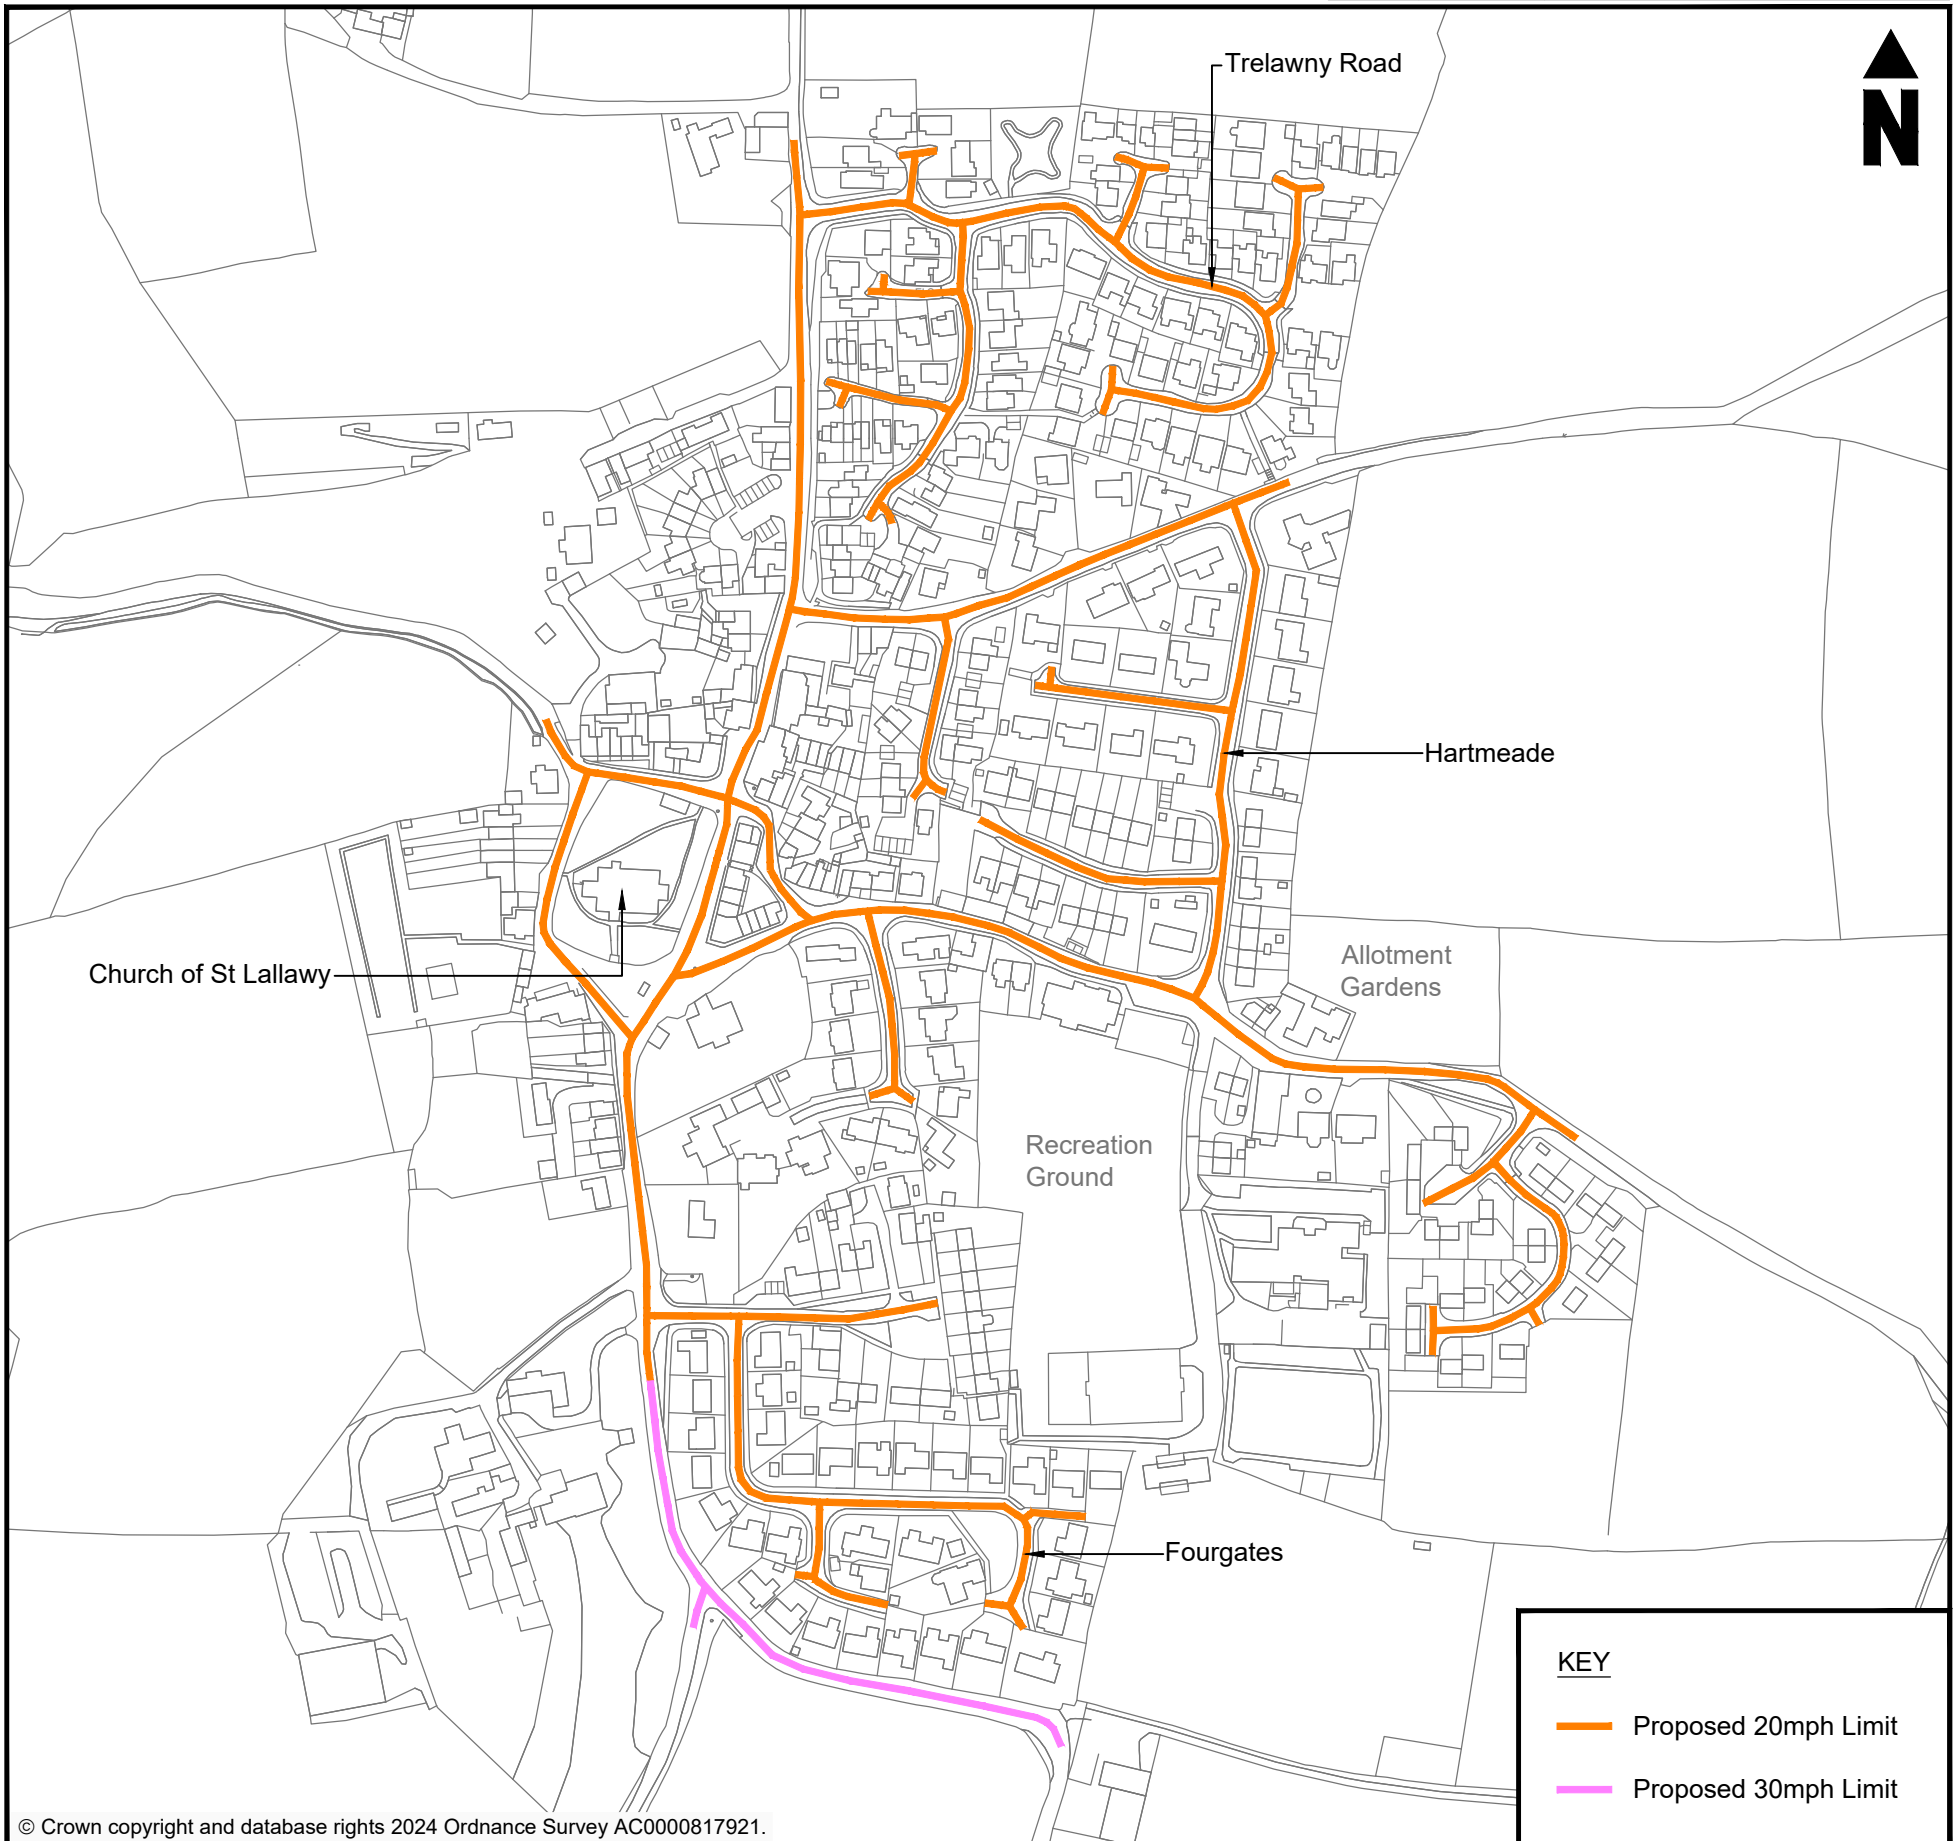 Trelawny Road
N
Hartmeade
Church of St Lallawy
Allotment
Gardens
Recreation
Ground
Fourgates
KEY
Proposed 20mph Limit
Proposed 30mph Limit
© Crown copyright and database rights 2024 Ordnance Survey AC0000817921.